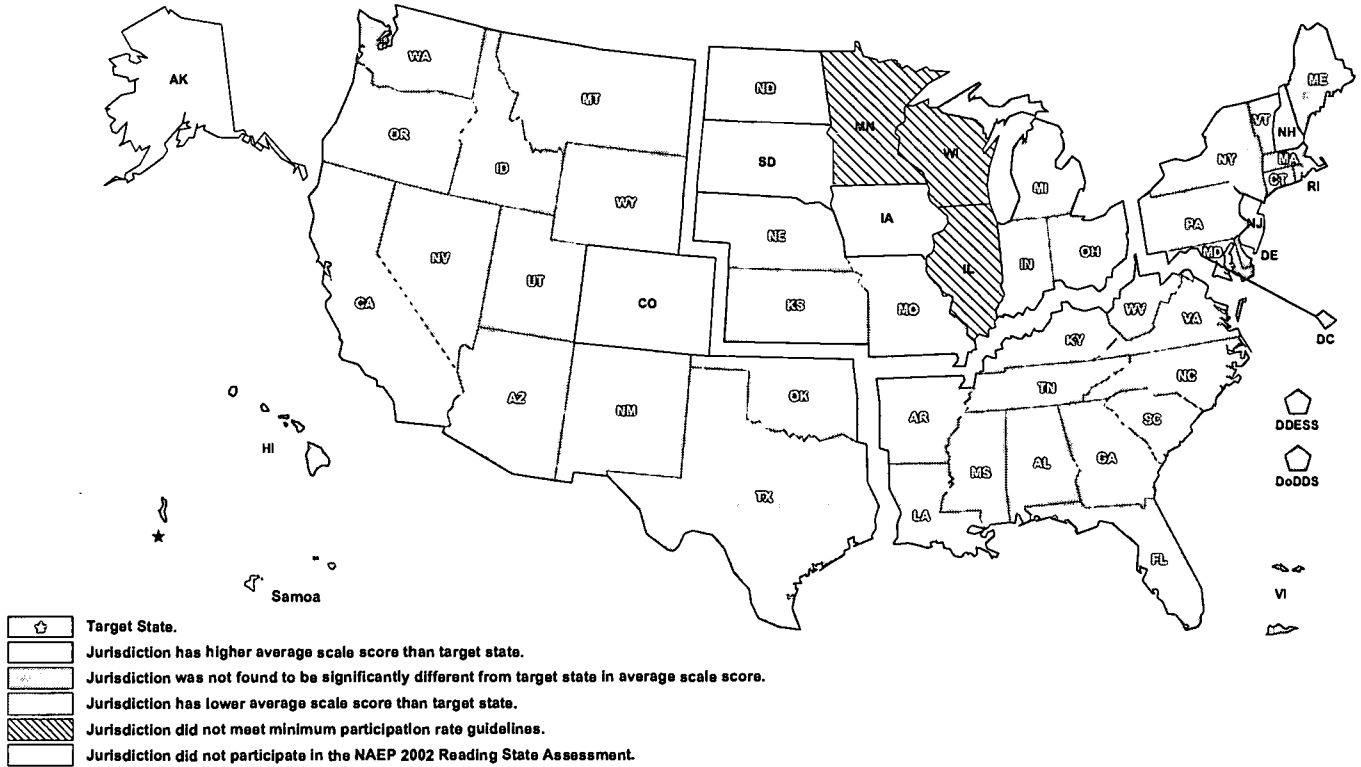 AK
WA
MT
ND
MN
ME
OR
ID
SD
WI
VT
NH
NY
MA
CT
RI
WY
MI
IA
NE
PA
NJ
NV
UT
CO
IL
IN
OH
MD
DE
CA
KS
MO
WV
VA
KY
DC
AZ
NM
OK
AR
TN
NC
SC
DDESS
HI
TX
MS
AL
GA
DoDDS
LA
FL
Samoa
VI
Target State.
Jurisdiction has higher average scale score than target state.
Jurisdiction was not found to be significantly different from target state in average scale score.
Jurisdiction has lower average scale score than target state.
Jurisdiction did not meet minimum participation rate guidelines.
Jurisdiction did not participate in the NAEP 2002 Reading State Assessment.